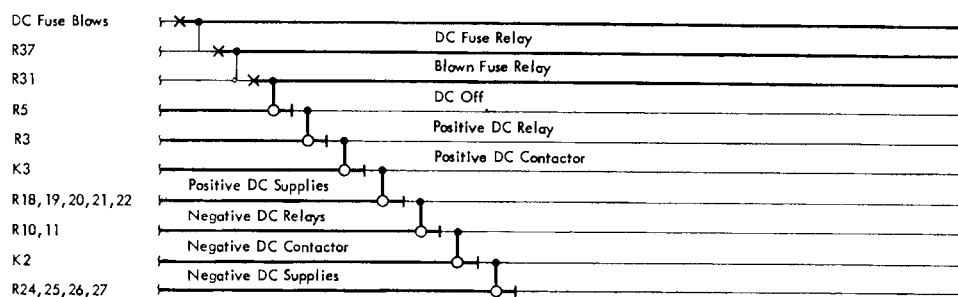 DC Fuse Blows
R37
DC Fuse Relay
R31
Blown Fuse Relay
R5
DC Off
R3
Positive DC Relay
K3
Positive DC Contactor
R18, 19, 20, 21, 22
Positive DC Supplies
R10, 11
Negative DC Relays
K2
Negative DC Contactor
R24, 25, 26, 27
Negative DC Supplies